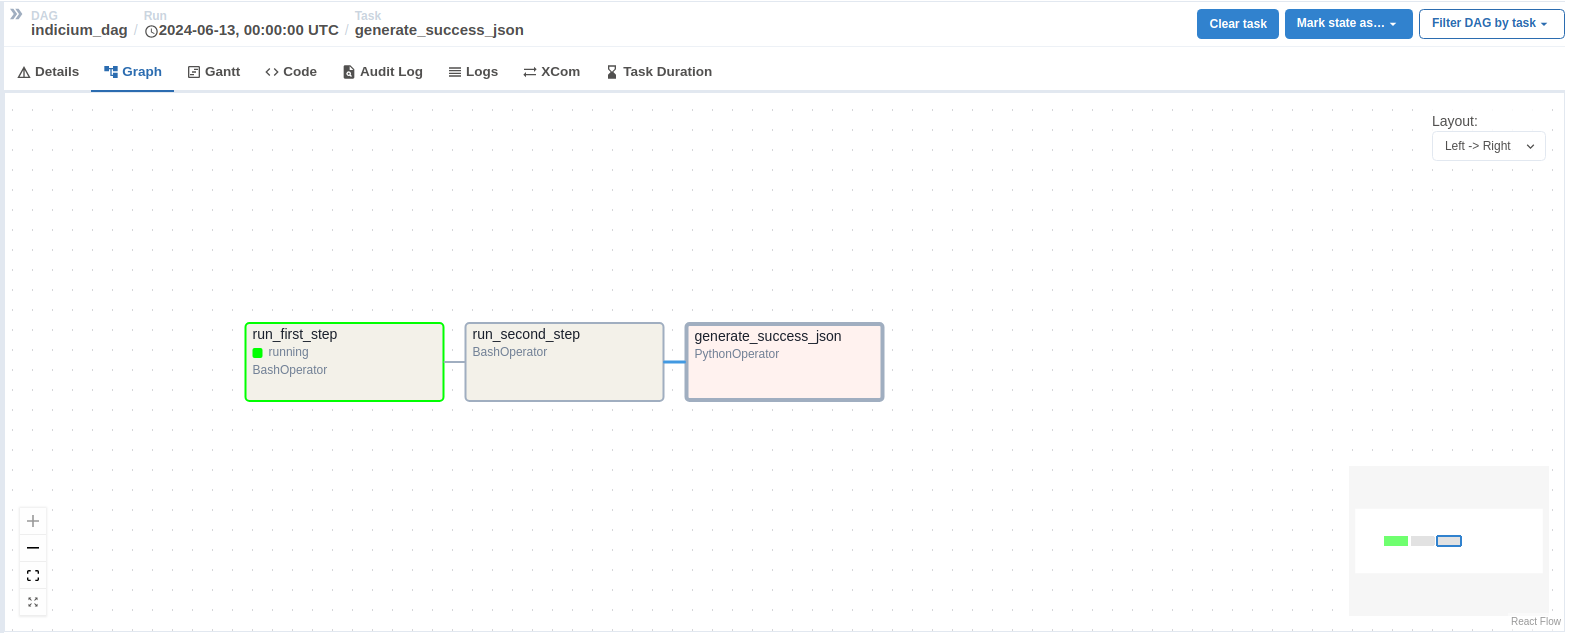 DAG
indicium_dag
/
Run
2024-06-13, 00:00:00 UTC
/
Task
generate_success_json
Clear task
Mark state as...
Filter DAG by task
Details
Graph
Gantt
Code
Audit Log
Logs
XCom
Task Duration
Layout:
Left -> Right
run_first_step
running
BashOperator
run_second_step
BashOperator
generate_success_json
PythonOperator
React Flow